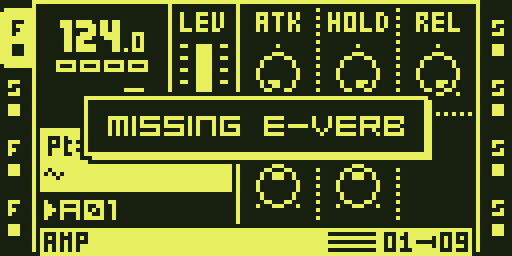 F
124.0
LEV
ATK
HOLD
REL
S
S
S
MISSING E-VERB
Pt
F
S
F
A01
S
AMP
01→09